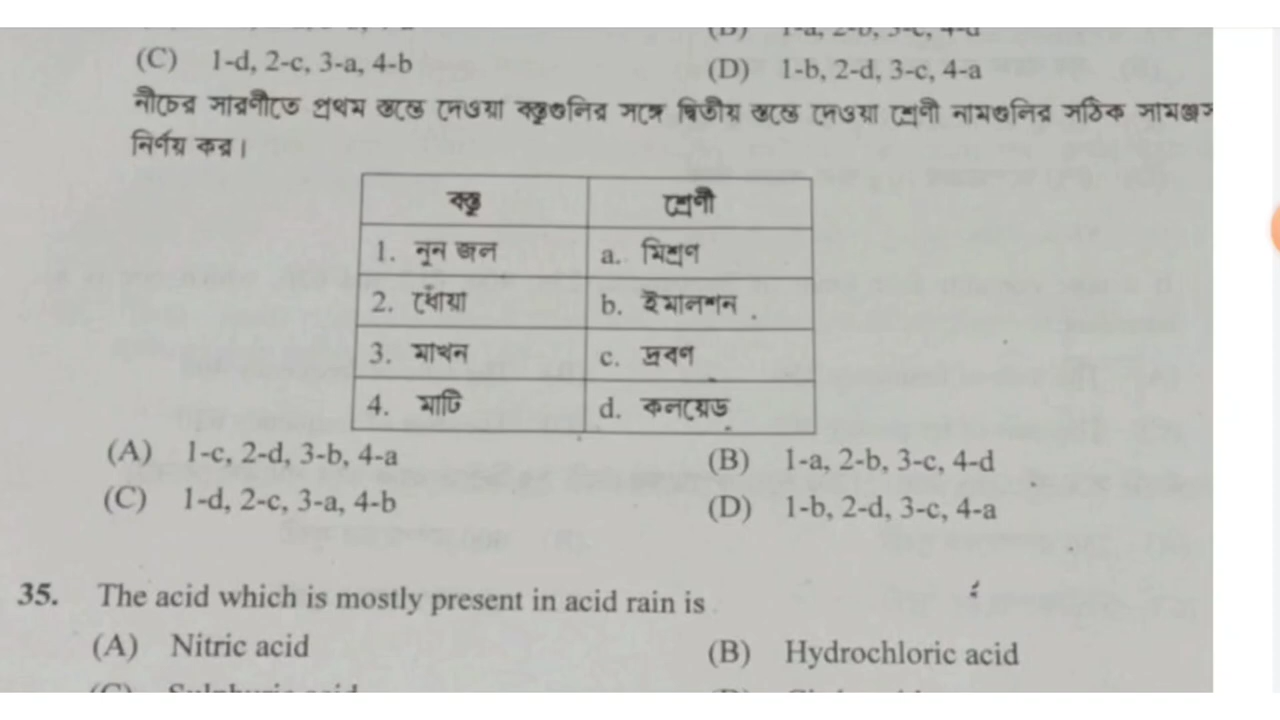 (C) 1-d, 2-c, 3-a, 4-b
(D) 1-b, 2-d, 3-c, 4-a
নীচের সারণীতে প্রথম স্তম্ভে দেওয়া বস্তুগুলির সঙ্গে দ্বিতীয় স্তম্ভে দেওয়া শ্রেণী নামগুলির সঠিক
নির্ণয় কর।
বস্তু শ্রেণী
1. নুন জল a. মিশ্রণ
2. ধোঁয়া b. ইমালশন
3. মাখন c. দ্রবণ
4. মাটি d. কলয়েড
(A) 1-c, 2-d, 3-b, 4-a
(B) 1-a, 2-b, 3-c, 4-d
(C) 1-d, 2-c, 3-a, 4-b
(D) 1-b, 2-d, 3-c, 4-a
35. The acid which is mostly present in acid rain is
(A) Nitric acid
(B) Hydrochloric acid